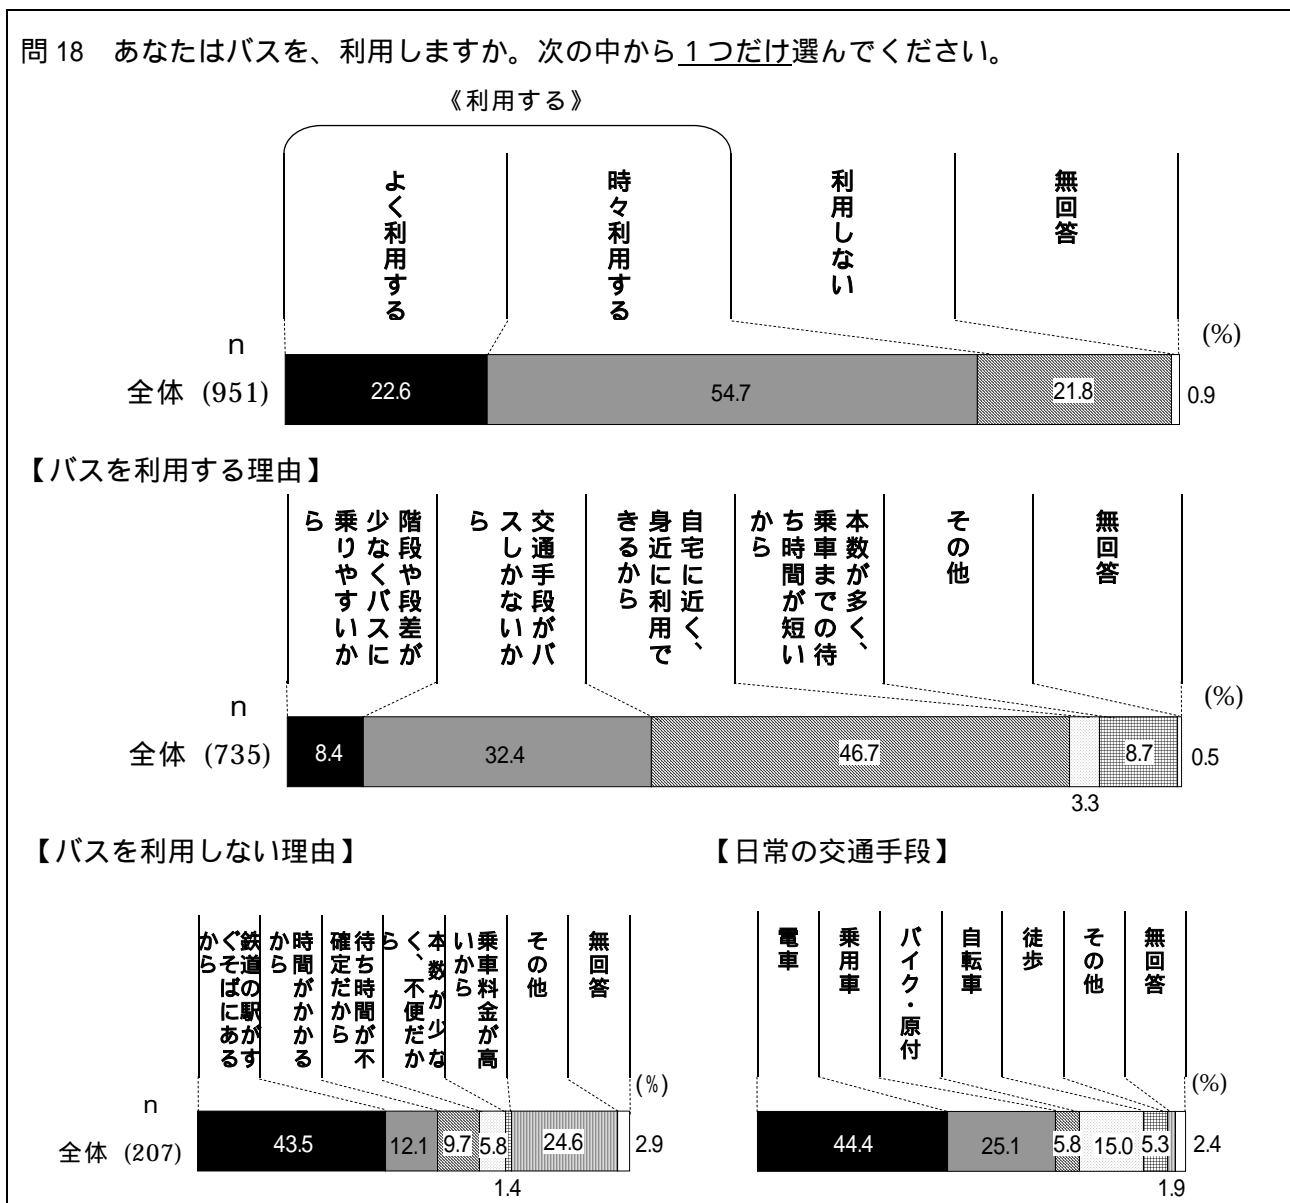 問18　あなたはバスを、利用しますか。次の中から１つだけ選んでください。
《利用する》
よく利用する
時々利用する
利用しない
無回答
(%)
n
全体 (951)
22.6
54.7
21.8
0.9
【バスを利用する理由】
階段や段差が
少なくバスに
乗りやすいか
ら
交通手段がバ
スしかないか
ら
自宅に近く、
身近に利用で
きるから
本数が多く、
乗車までの待
ち時間が短い
から
その他
無回答
(%)
n
全体 (735)
8.4
32.4
46.7
3.3
8.7
0.5
【バスを利用しない理由】
鉄道の駅がす
ぐそばにある
から
時間がかかる
から
待ち時間が不
確定だから
本数が少な
く、不便だか
ら
乗車料金が高
いから
その他
無回答
(%)
n
全体 (207)
43.5
12.1
9.7
5.8
1.4
24.6
2.9
【日常の交通手段】
電車
乗用車
バイク・原付
自転車
徒歩
その他
無回答
(%)
44.4
25.1
5.8
15.0
5.3
1.9
2.4